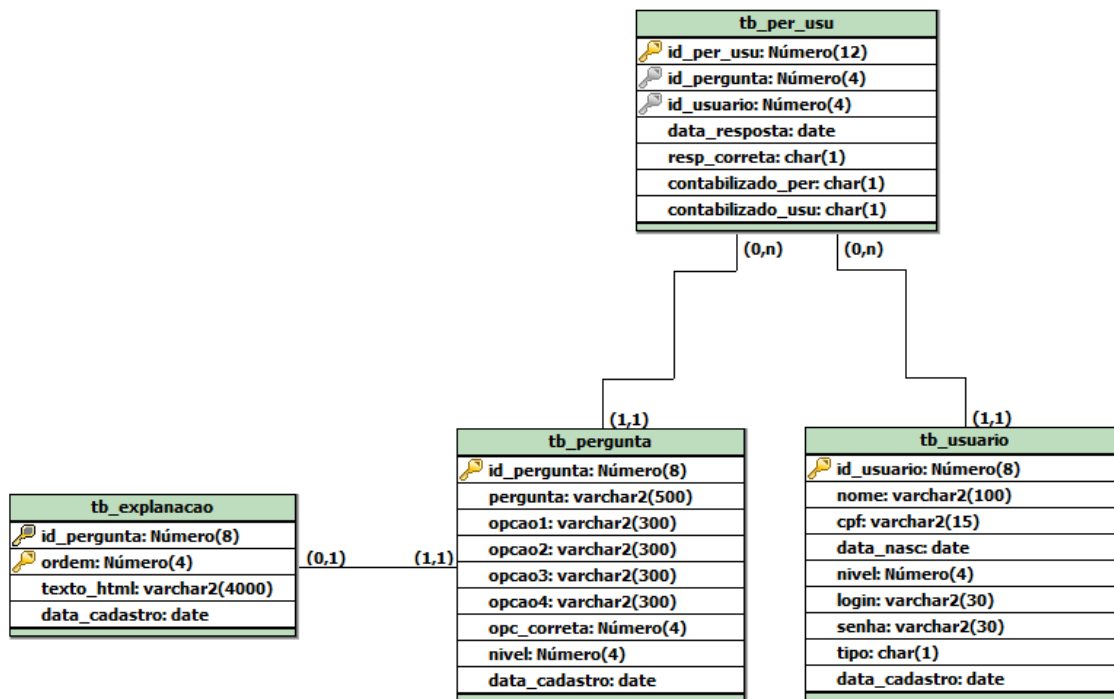 tb_per_usu
id_per_usu: Número(12)
id_pergunta: Número(4)
id_usuario: Número(4)
data_resposta: date
resp_correta: char(1)
contabilizado_per: char(1)
contabilizado_usu: char(1)
(0,n)
(0,n)
(1,1)
(1,1)
tb_pergunta
id_pergunta: Número(8)
pergunta: varchar2(500)
opcao1: varchar2(300)
opcao2: varchar2(300)
opcao3: varchar2(300)
opcao4: varchar2(300)
opc_correta: Número(4)
nivel: Número(4)
data_cadastro: date
tb_usuario
id_usuario: Número(8)
nome: varchar2(100)
cpf: varchar2(15)
data_nasc: date
nivel: Número(4)
login: varchar2(30)
senha: varchar2(30)
tipo: char(1)
data_cadastro: date
tb_explanacao
id_pergunta: Número(8)
ordem: Número(4)
texto_html: varchar2(4000)
data_cadastro: date
(0,1)
(1,1)